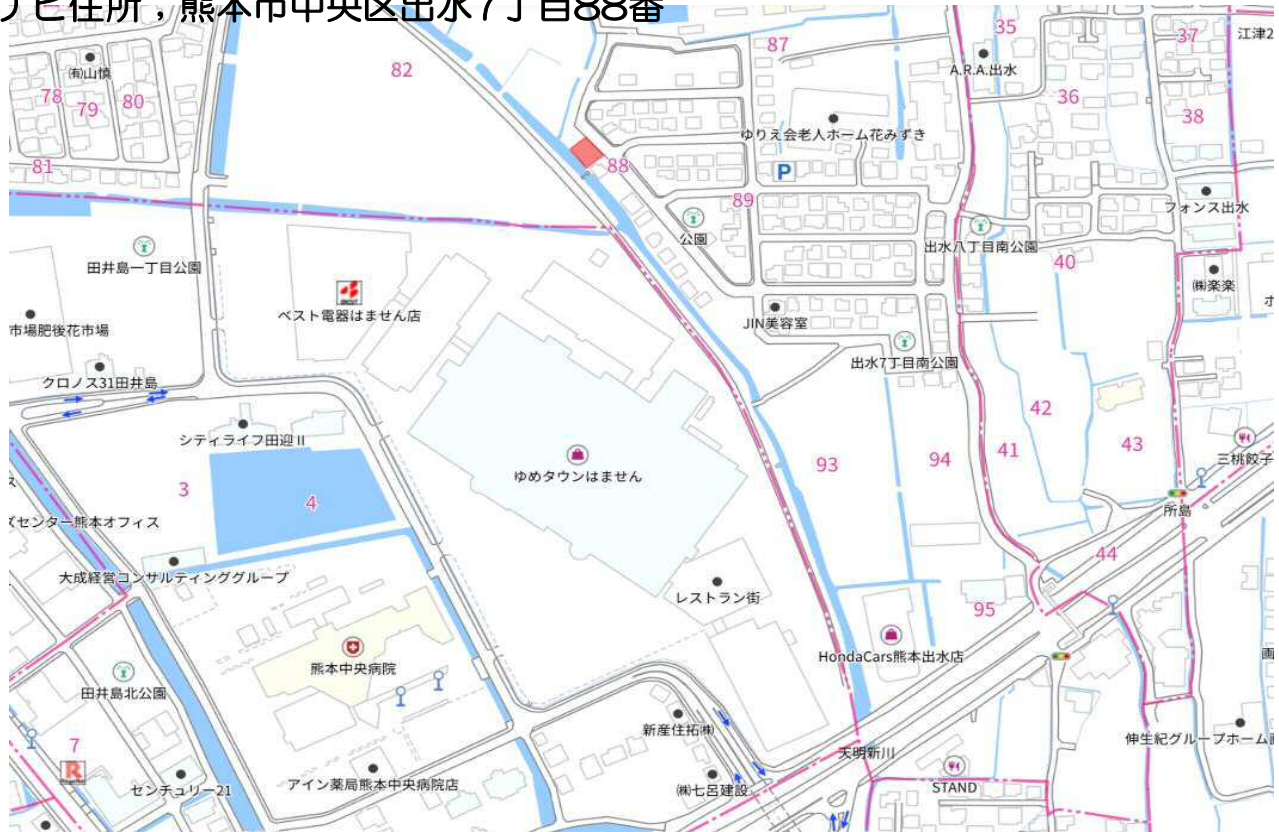 ナビ住所，熊本市中央区出水7丁目88番
82
87
35
37
江津2
㈲山慎
A.R.A.出水
78
79
80
36
38
ゆりえ会老人ホーム花みずき
81
88
P
89
フォンス出水
公園
田井島一丁目公園
出水八丁目南公園
40
㈱楽楽
ベスト電器はません店
市場肥後花市場
JIN美容室
出水7丁目南公園
クロノス31田井島
シティライフ田迎Ⅱ
42
43
41
三桃餃子
93
94
ゆめタウンはません
3
4
所島
センター熊本オフィス
44
大成経営コンサルティンググループ
レストラン街
95
HondaCars熊本出水店
熊本中央病院
田井島北公園
新産住拓㈱
天明新川
伸生紀グループホーム
7
R
アイン薬局熊本中央病院店
センチュリー21
㈱七呂建設
STAND